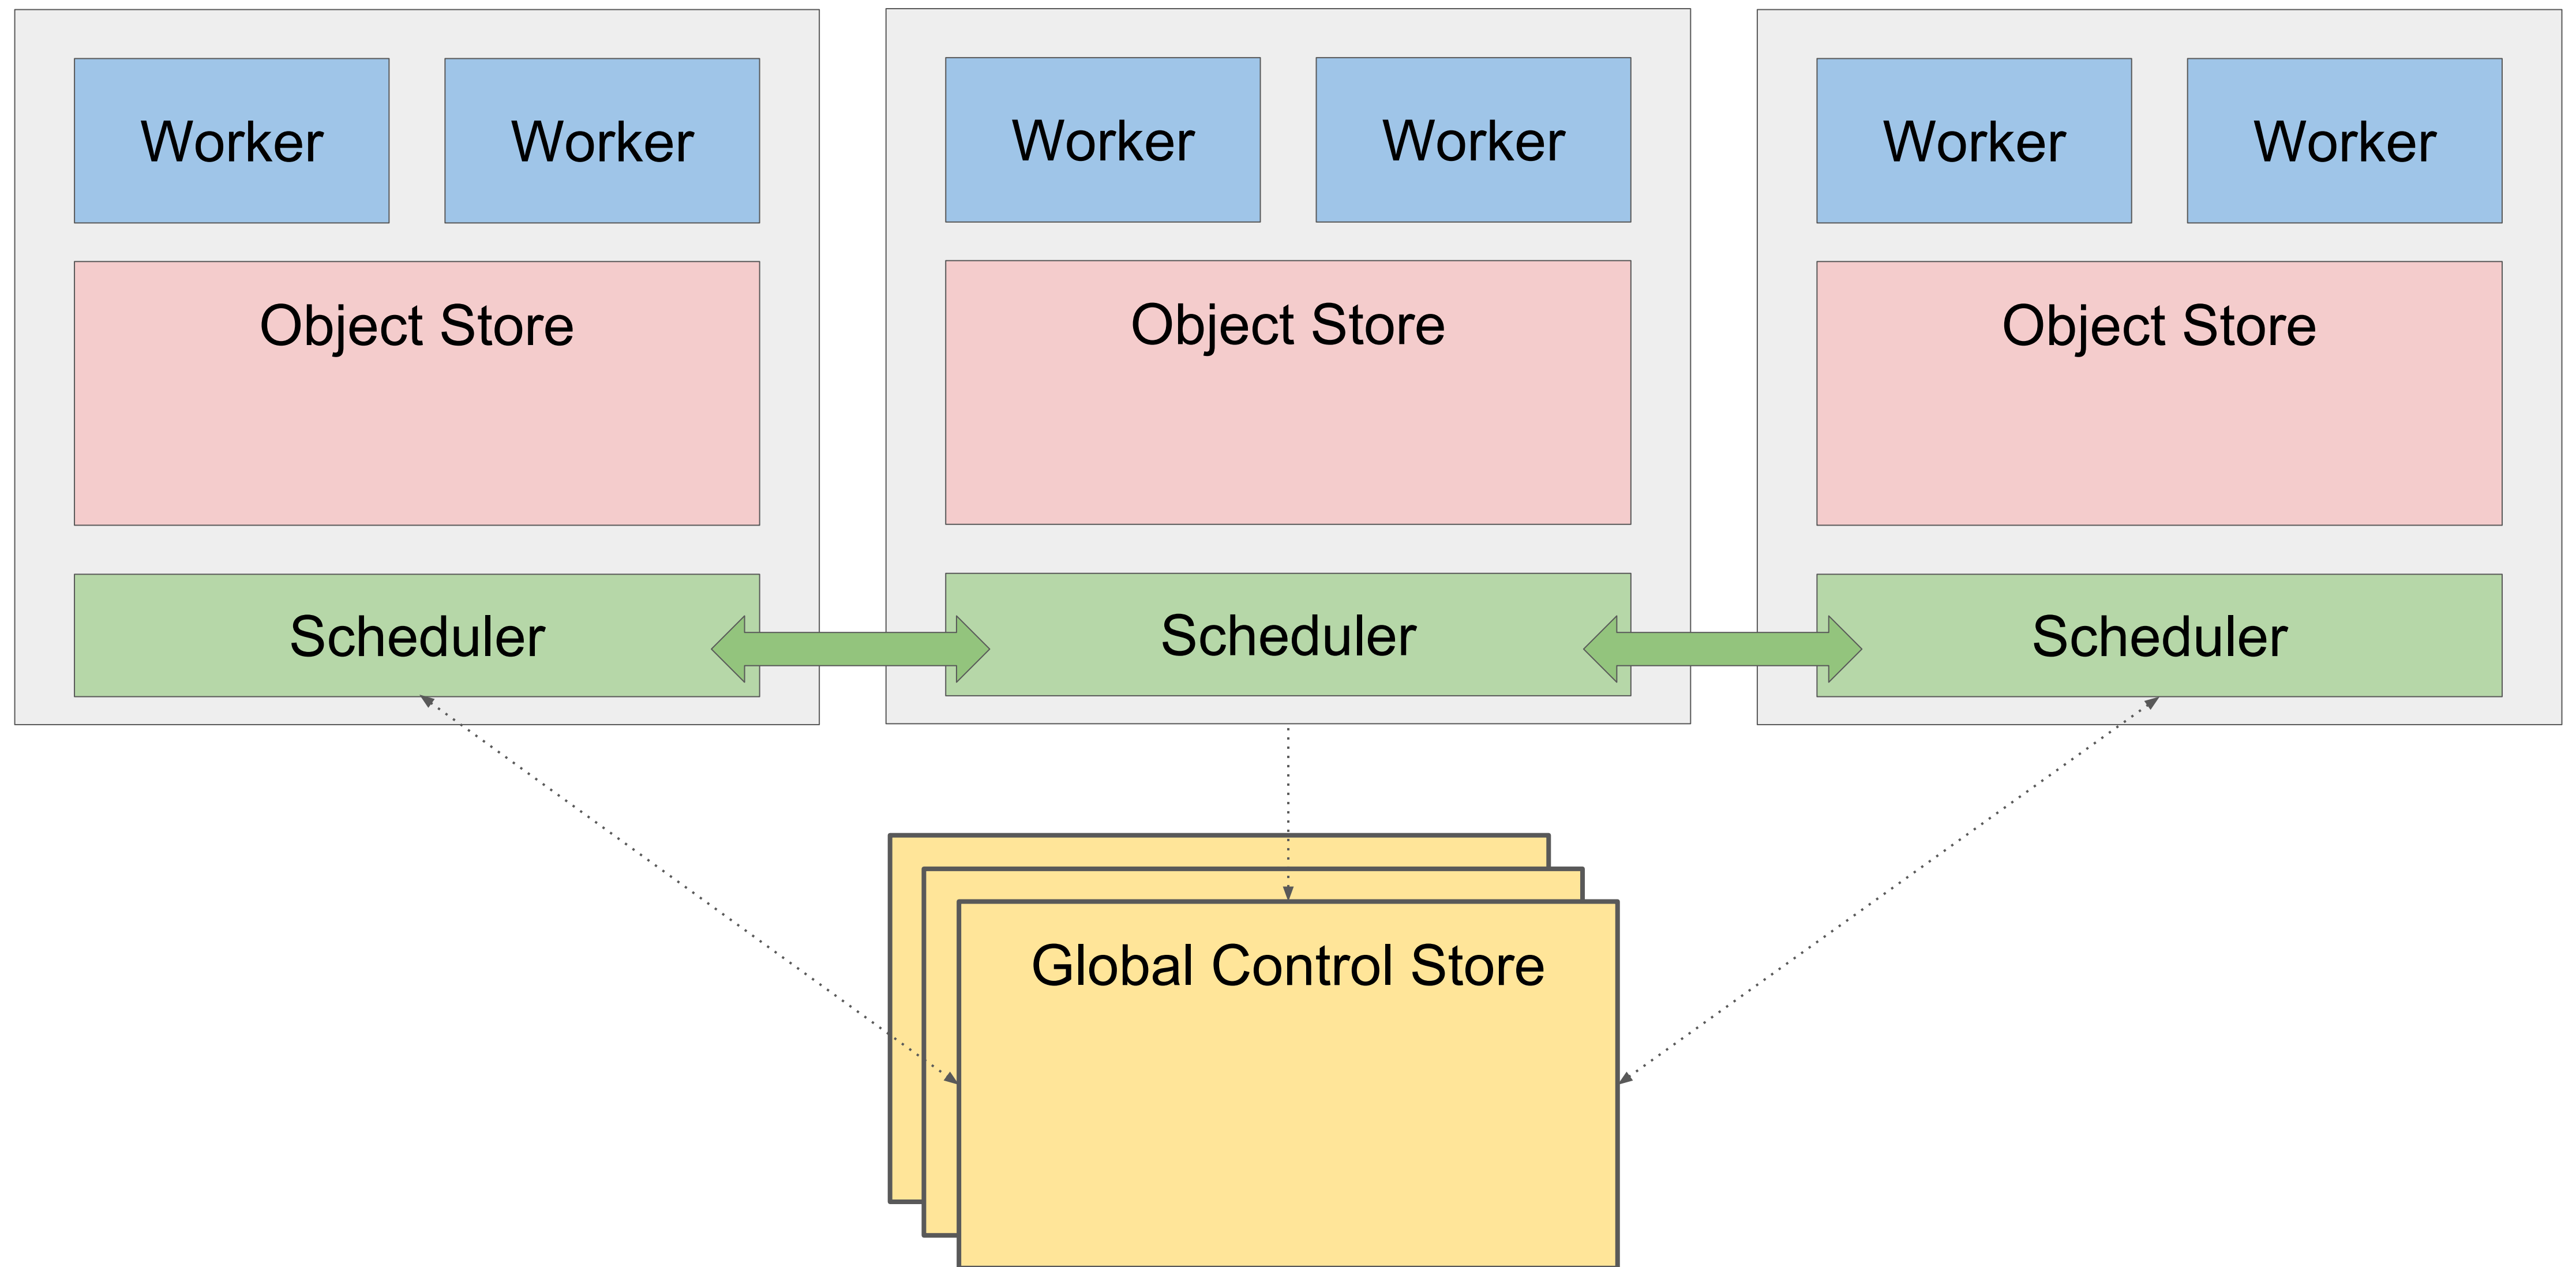 Worker
Worker
Worker
Worker
Worker
Worker
Object Store
Object Store
Object Store
Scheduler
Scheduler
Scheduler
Global Control Store